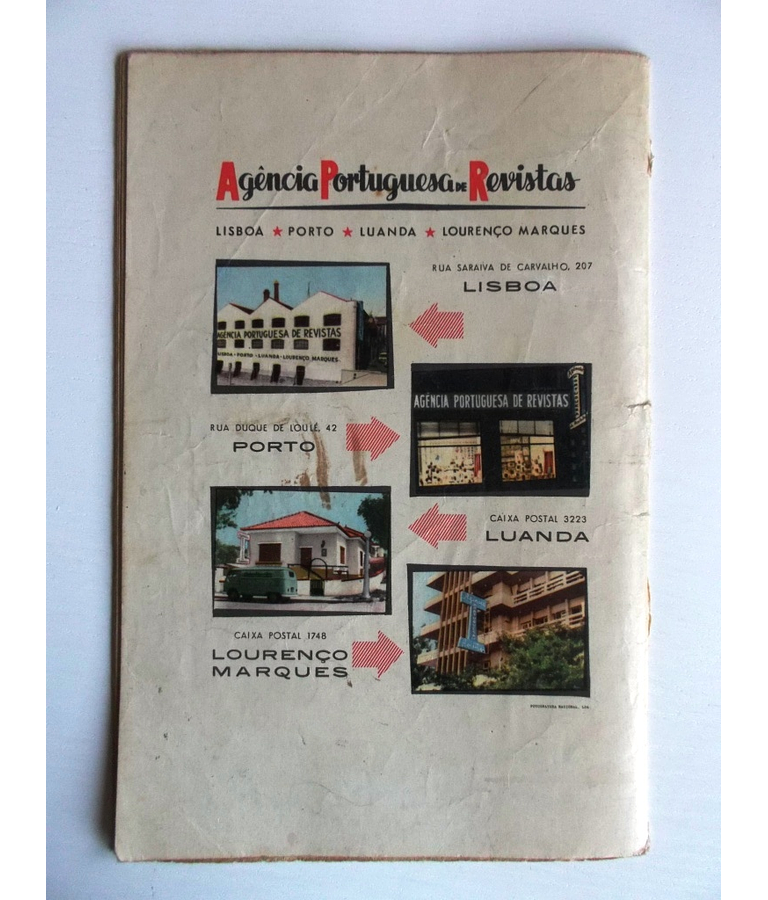 Agência Portuguesa DE Revistas
LISBOA ★ PORTO ★ LUANDA ★ LOURENÇO MARQUES
RUA SARAIVA DE CARVALHO, 207
LISBOA
AGÊNCIA PORTUGUESA DE REVISTAS
LISBOA - PORTO - LUANDA - LOURENÇO MARQUES
AGÊNCIA PORTUGUESA DE REVISTAS
RUA DUQUE DE LOULÉ, 42
PORTO
CAIXA POSTAL 3223
LUANDA
CAIXA POSTAL 1748
LOURENÇO
MARQUES